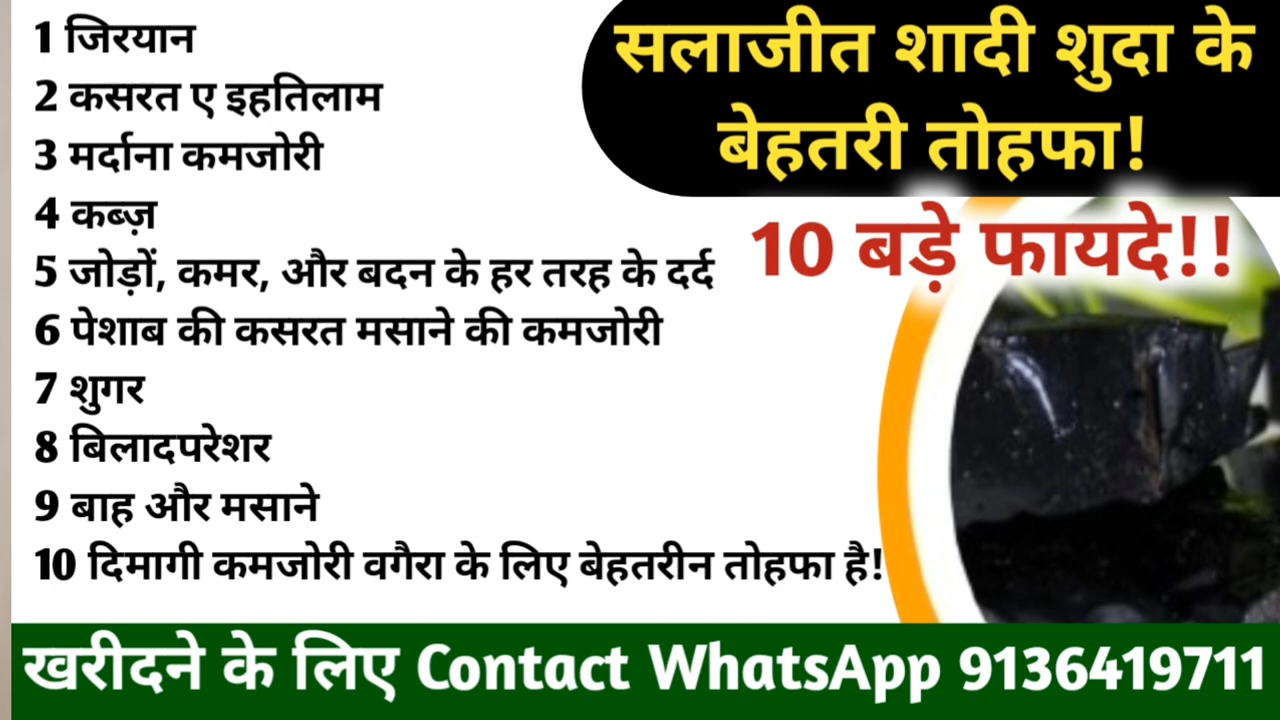 1 जिरयान
2 कसरत ए इहतिलाम
3 मर्दाना कमजोरी
4 कब्ज़
5 जोड़ों, कमर, और बदन के हर तरह के दर्द
6 पेशाब की कसरत मसाने की कमजोरी
7 शुगर
8 बिलादपरेशर
9 बाह और मसाने
10 दिमागी कमजोरी वगैरा के लिए बेहतरीन तोहफा है!
सलाजीत शादी शुदा के
बेहतरी तोहफा!
10 बड़े फायदे!!
खरीदने के लिए Contact WhatsApp 9136419711